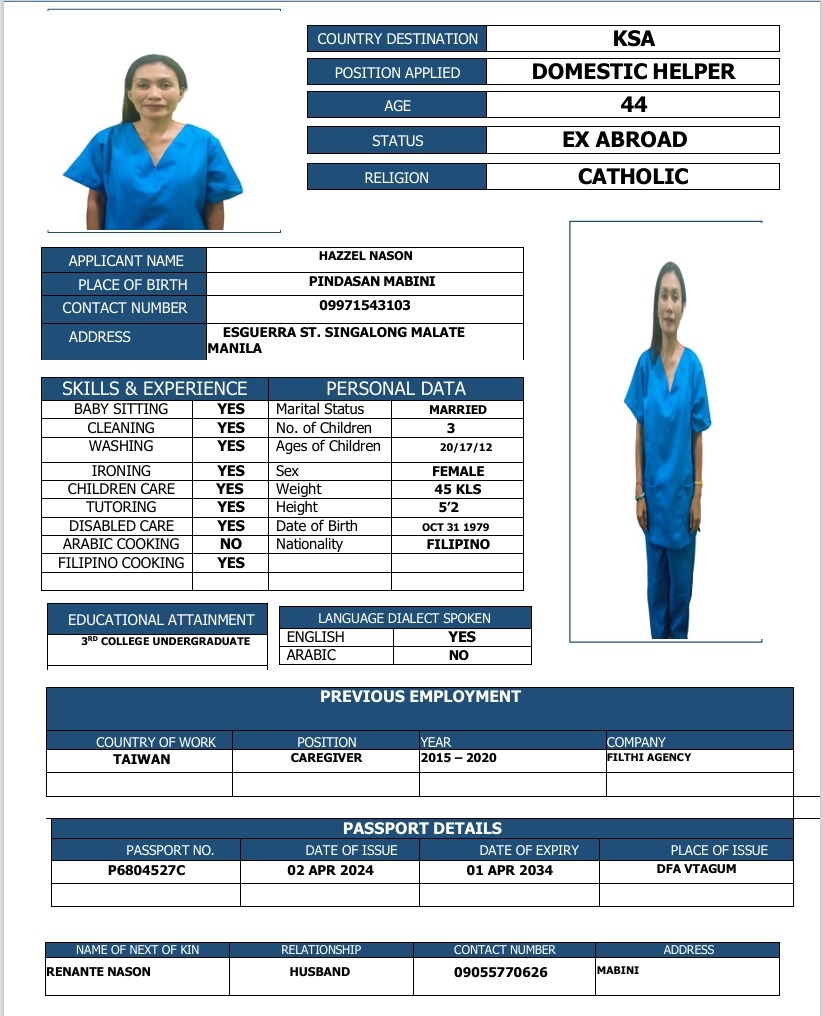 COUNTRY DESTINATION KSA
POSITION APPLIED DOMESTIC HELPER
AGE 44
STATUS EX ABROAD
RELIGION CATHOLIC
APPLICANT NAME HAZZEL NASON
PLACE OF BIRTH PINDASAN MABINI
CONTACT NUMBER 09971543103
ADDRESS ESGUERRA ST. SINGALONG MALATE
MANILA
SKILLS & EXPERIENCE PERSONAL DATA
BABY SITTING YES Marital Status MARRIED
CLEANING YES No. of Children 3
WASHING YES Ages of Children 20/17/12
IRONING YES Sex FEMALE
CHILDREN CARE YES Weight 45 KLS
TUTORING YES Height 5'2
DISABLED CARE YES Date of Birth OCT 31 1979
ARABIC COOKING NO Nationality FILIPINO
FILIPINO COOKING YES
EDUCATIONAL ATTAINMENT
3RD COLLEGE UNDERGRADUATE
LANGUAGE DIALECT SPOKEN
ENGLISH YES
ARABIC NO
PREVIOUS EMPLOYMENT
COUNTRY OF WORK POSITION YEAR COMPANY
TAIWAN CAREGIVER 2015 – 2020 FILTHI AGENCY
PASSPORT DETAILS
PASSPORT NO. DATE OF ISSUE DATE OF EXPIRY PLACE OF ISSUE
P6804527C 02 APR 2024 01 APR 2034 DFA VTAGUM
NAME OF NEXT OF KIN RELATIONSHIP CONTACT NUMBER ADDRESS
RENANTE NASON HUSBAND 09055770626 MABINI